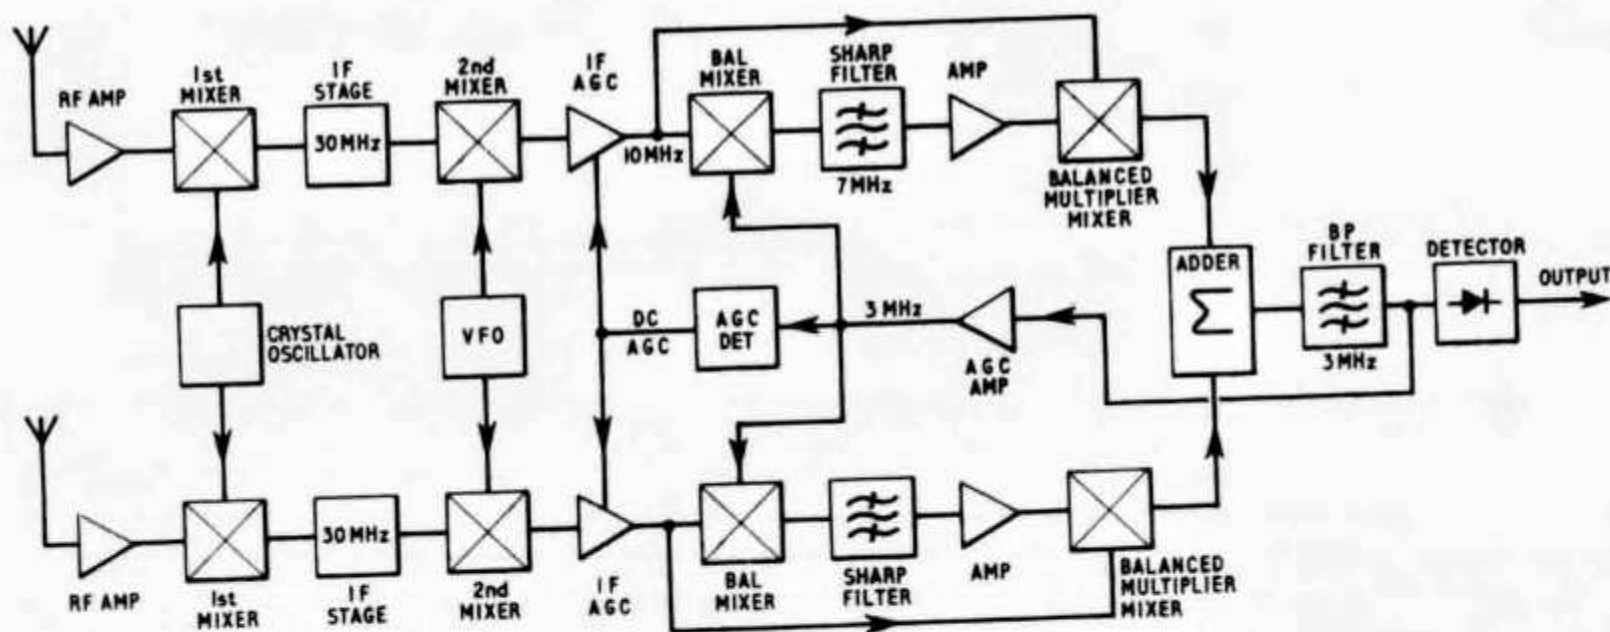 RF AMP
1st
MIXER
IF
STAGE
30MHz
2nd
MIXER
IF
AGC
10MHz
BAL
MIXER
SHARP
FILTER
7MHz
AMP
BALANCED
MULTIPLIER
MIXER
CRYSTAL
OSCILLATOR
VFO
DC
AGC
AGC
DET
3MHz
AGC
AMP
ADDER
Σ
BP
FILTER
3MHz
DETECTOR
OUTPUT
RF AMP
1st
MIXER
30MHz
IF
STAGE
2nd
MIXER
IF
AGC
BAL
MIXER
SHARP
FILTER
AMP
BALANCED
MULTIPLIER
MIXER